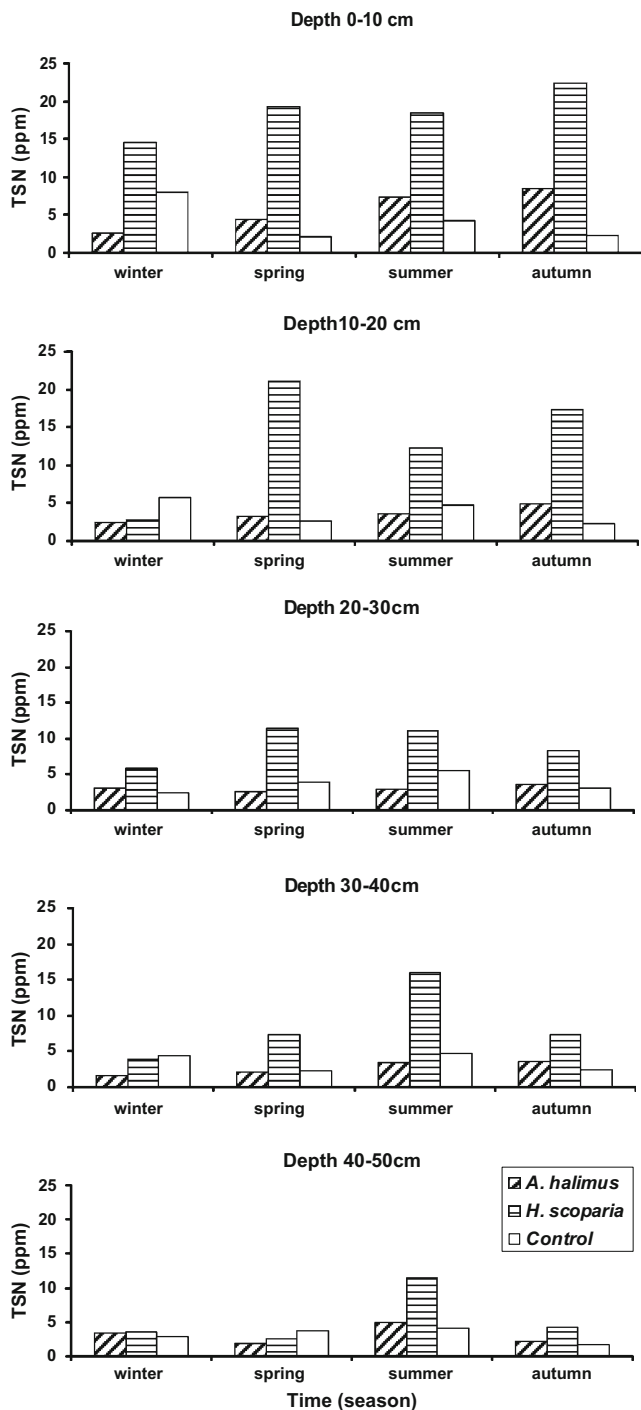 Depth 0-10 cm
TSN (ppm)
25
20
15
10
5
0
winter spring summer autumn
Depth10-20 cm
TSN (ppm)
25
20
15
10
5
0
winter spring summer autumn
Depth 20-30cm
TSN (ppm)
25
20
15
10
5
0
winter spring summer autumn
Depth 30-40cm
TSN (ppm)
25
20
15
10
5
0
winter spring summer autumn
Depth 40-50cm
TSN (ppm)
25
20
15
10
5
0
A. halimus
H. scoparia
Control
winter spring summer autumn
Time (season)